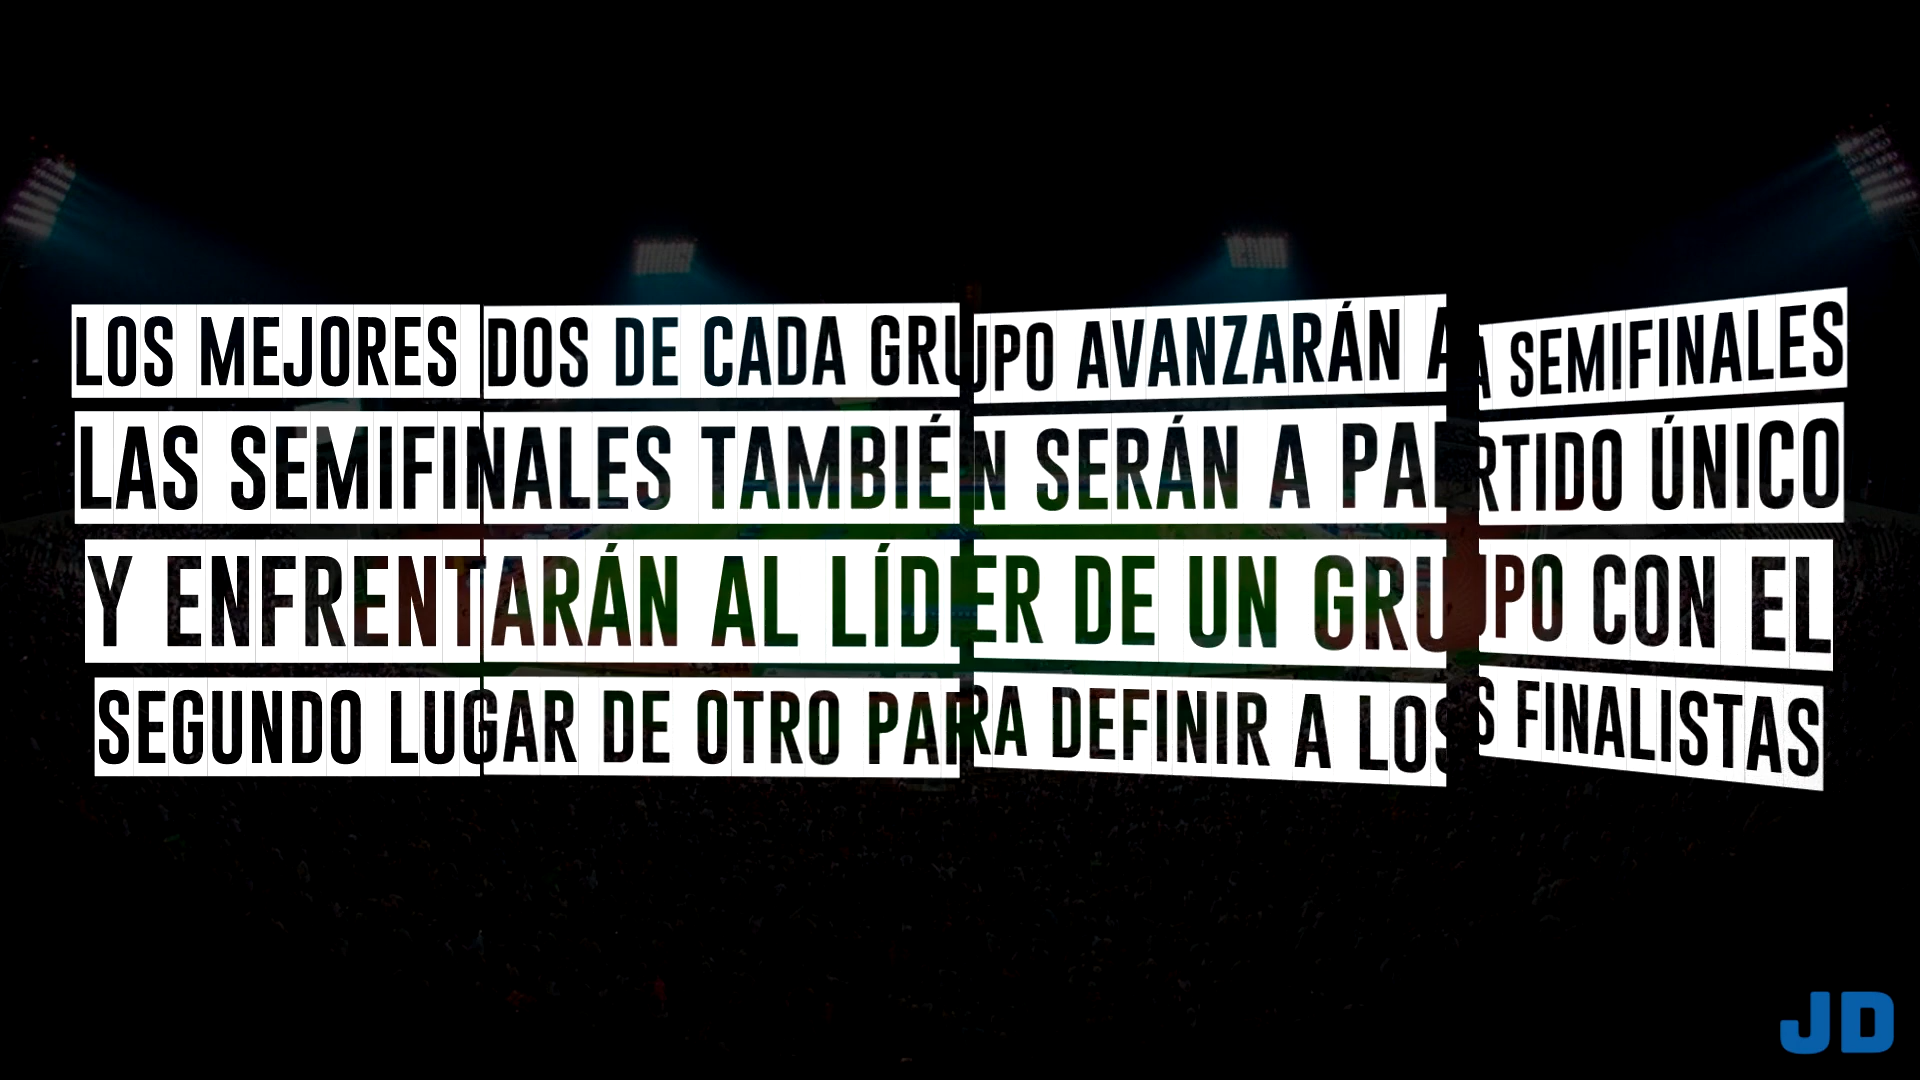 LOS MEJORES DOS DE CADA GRUPO AVANZARÁN A SEMIFINALES
LAS SEMIFINALES TAMBIÉN SERÁN A PARTIDO ÚNICO
Y ENFRENTARÁN AL LÍDER DE UN GRUPO CON EL
SEGUNDO LUGAR DE OTRO PARA DEFINIR A LOS FINALISTAS
JD